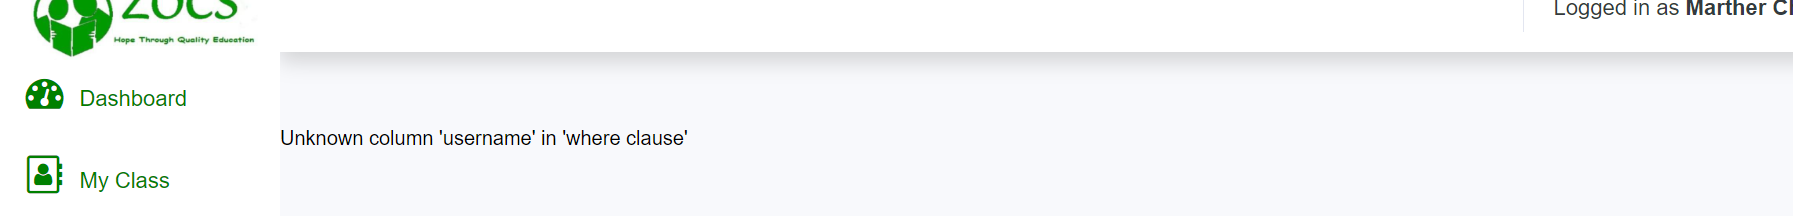 ZOCS
Hope Through Quality Education
Logged in as Marther
Dashboard
Unknown column 'username' in 'where clause'
My Class